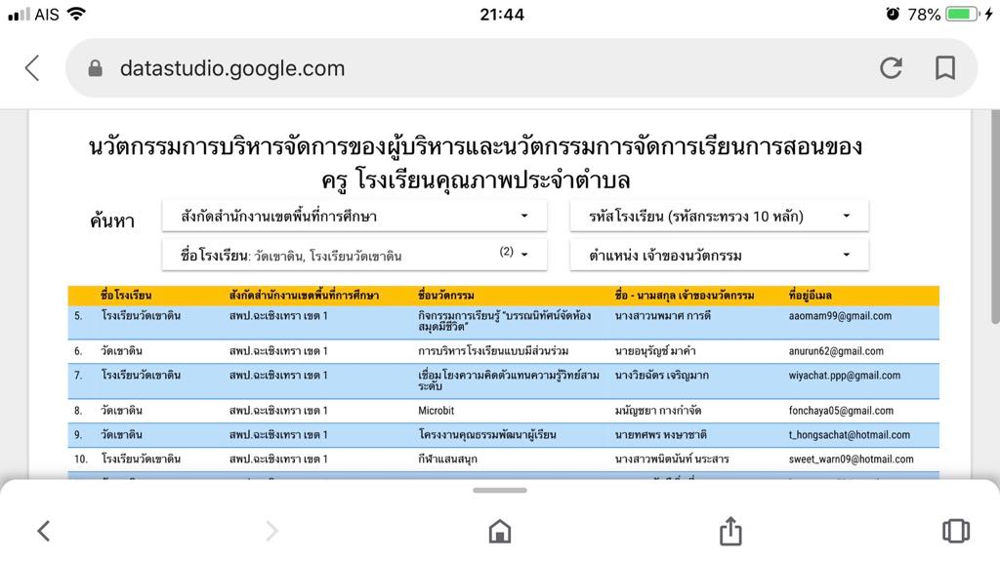 AIS
21:44
78%
datastudio.google.com
นวัตกรรมการบริหารจัดการของผู้บริหารและนวัตกรรมการจัดการเรียนการสอนของ
ครู โรงเรียนคุณภาพประจำตำบล
ค้นหา
สังกัดสำนักงานเขตพื้นที่การศึกษา
รหัสโรงเรียน (รหัสกระทรวง 10 หลัก)
ชื่อโรงเรียน: วัดเขาดิน, โรงเรียนวัดเขาดิน (2)
ตำแหน่ง เจ้าของนวัตกรรม
ชื่อโรงเรียน สังกัดสำนักงานเขตพื้นที่การศึกษา ชื่อนวัตกรรม ชื่อ - นามสกุล เจ้าของนวัตกรรม ที่อยู่อีเมล
5. โรงเรียนวัดเขาดิน สพป.ฉะเชิงเทรา เขต 1 กิจกรรมการเรียนรู้ "บรรณนิทัศน์จัดห้อง นางสาวนพมาศ การดี aaomam99@gmail.com
สมุดมีชีวิต"
6. วัดเขาดิน สพป.ฉะเชิงเทรา เขต 1 การบริหารโรงเรียนแบบมีส่วนร่วม นายอนุรัญช์ มาคำ anurun62@gmail.com
7. โรงเรียนวัดเขาดิน สพป.ฉะเชิงเทรา เขต 1 เชื่อมโยงความคิดตัวแทนความรู้วิทย์สาม นางวิยฉัตร เจริญมาก wiyachat.ppp@gmail.com
ระดับ
8. วัดเขาดิน สพป.ฉะเชิงเทรา เขต 1 Microbit มนัญชยา กางกำจัด fonchaya05@gmail.com
9. วัดเขาดิน สพป.ฉะเชิงเทรา เขต 1 โครงงานคุณธรรมพัฒนาผู้เรียน นายทศพร หงษาชาติ t_hongsachat@hotmail.com
10. โรงเรียนวัดเขาดิน สพป.ฉะเชิงเทรา เขต 1 กีฬาแสนสนุก นางสาวพนิตนันท์ นระสาร sweet_warn09@hotmail.com